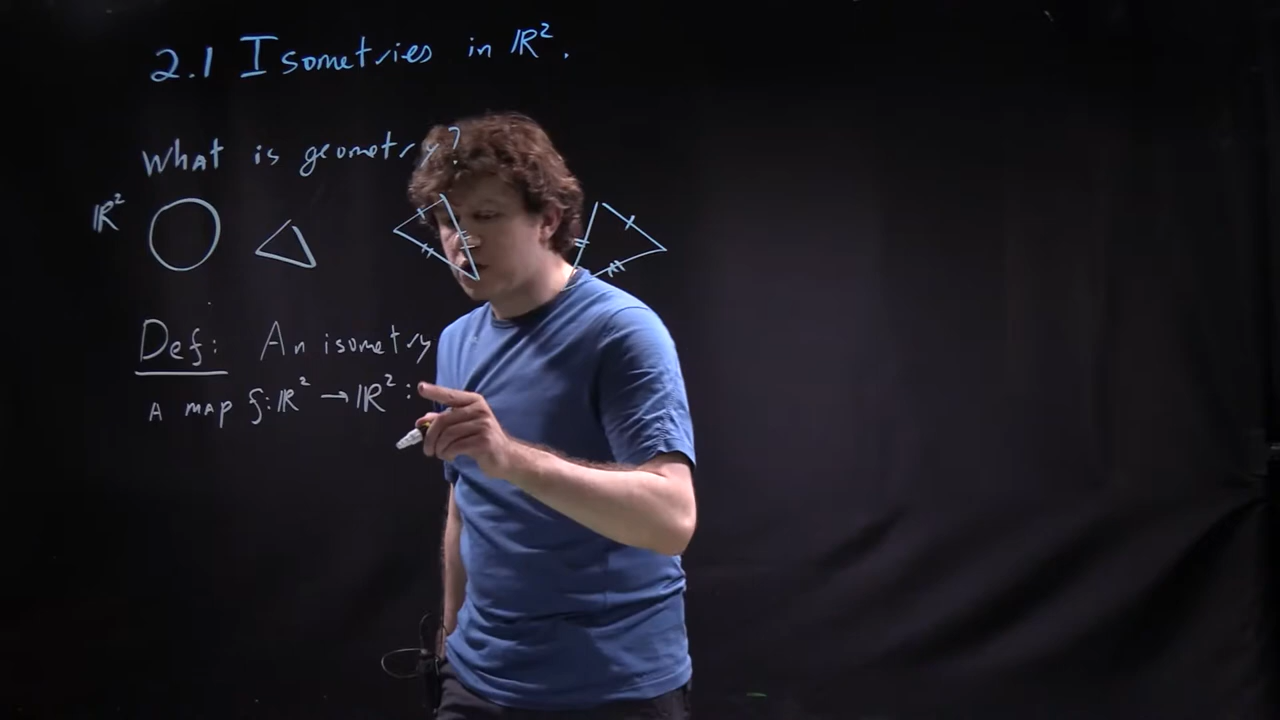 2.1 Isometries in ℝ².
What is geometry?
ℝ²
Def: An isometry
A map f:ℝ² → ℝ² :